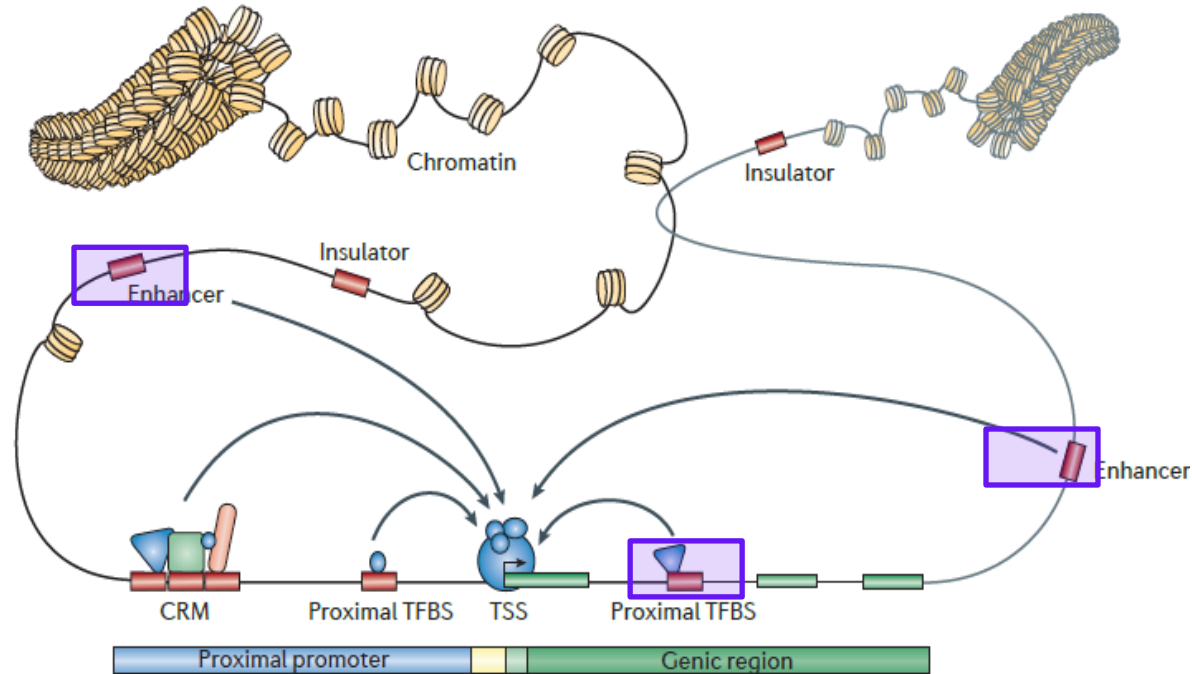 Chromatin
Insulator
Insulator
Enhancer
Enhancer
CRM
Proximal TFBS
TSS
Proximal TFBS
Proximal promoter
Genic region